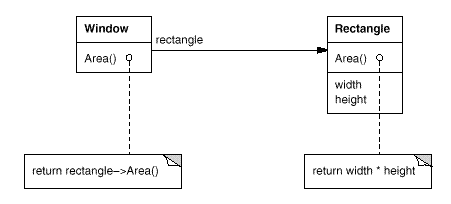 Window
Area()
rectangle
Rectangle
Area()
width
height
return rectangle–>Area()
return width * height